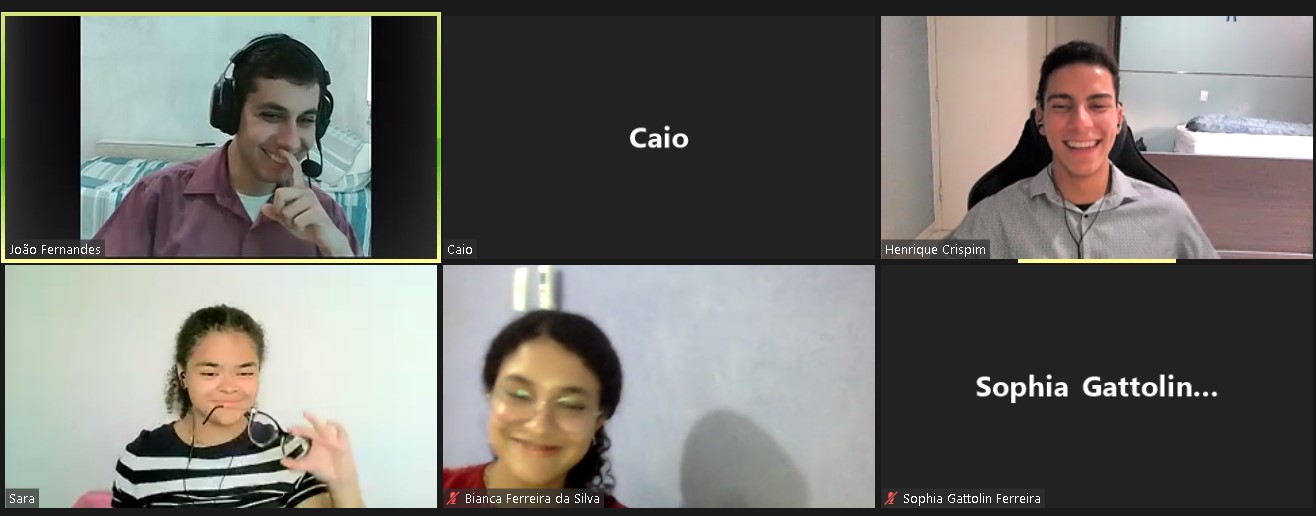 João Fernandes
Caio
Caio
Henrique Crispim
Sara
Bianca Ferreira da Silva
Sophia Gattolin...
Sophia Gattolin Ferreira